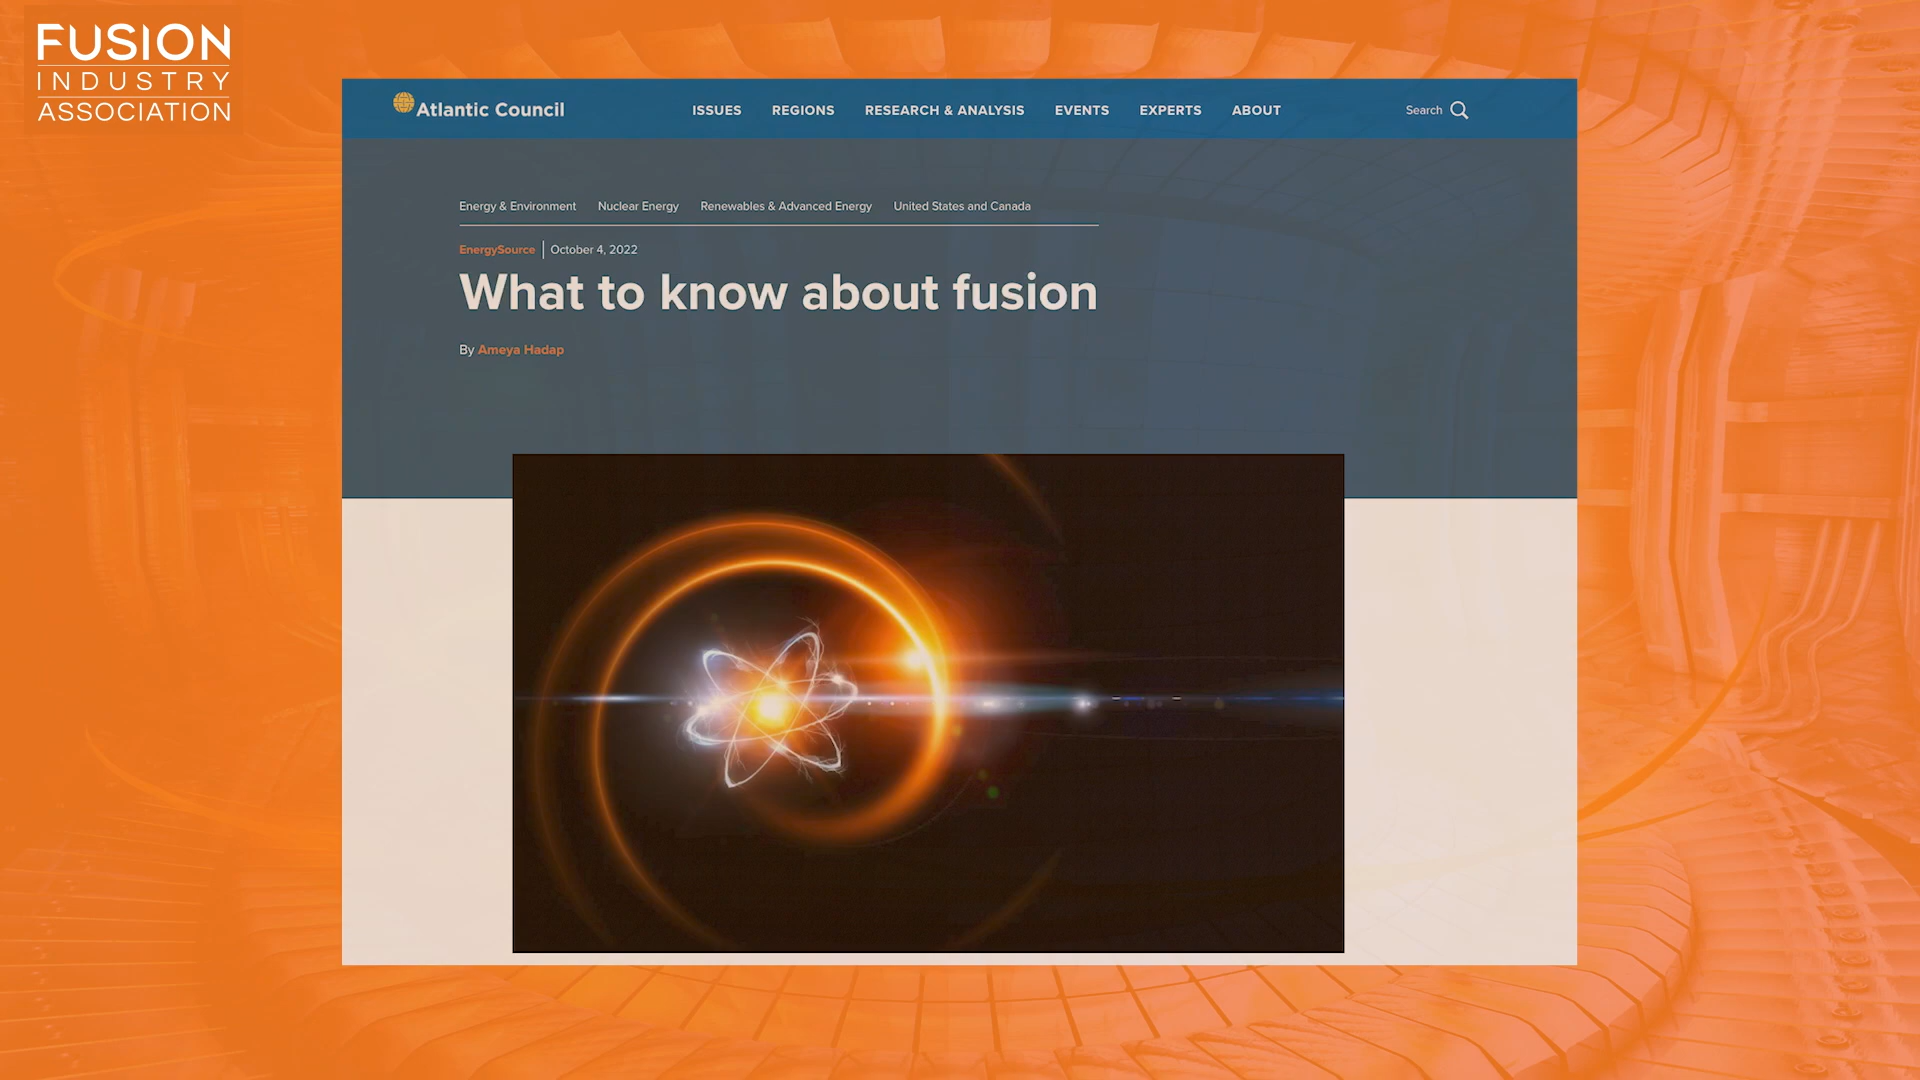 FUSION
INDUSTRY
ASSOCIATION
Atlantic Council
ISSUES REGIONS RESEARCH & ANALYSIS EVENTS EXPERTS ABOUT Search
Energy & Environment Nuclear Energy Renewables & Advanced Energy United States and Canada
EnergySource October 4, 2022
What to know about fusion
By Ameya Hadap